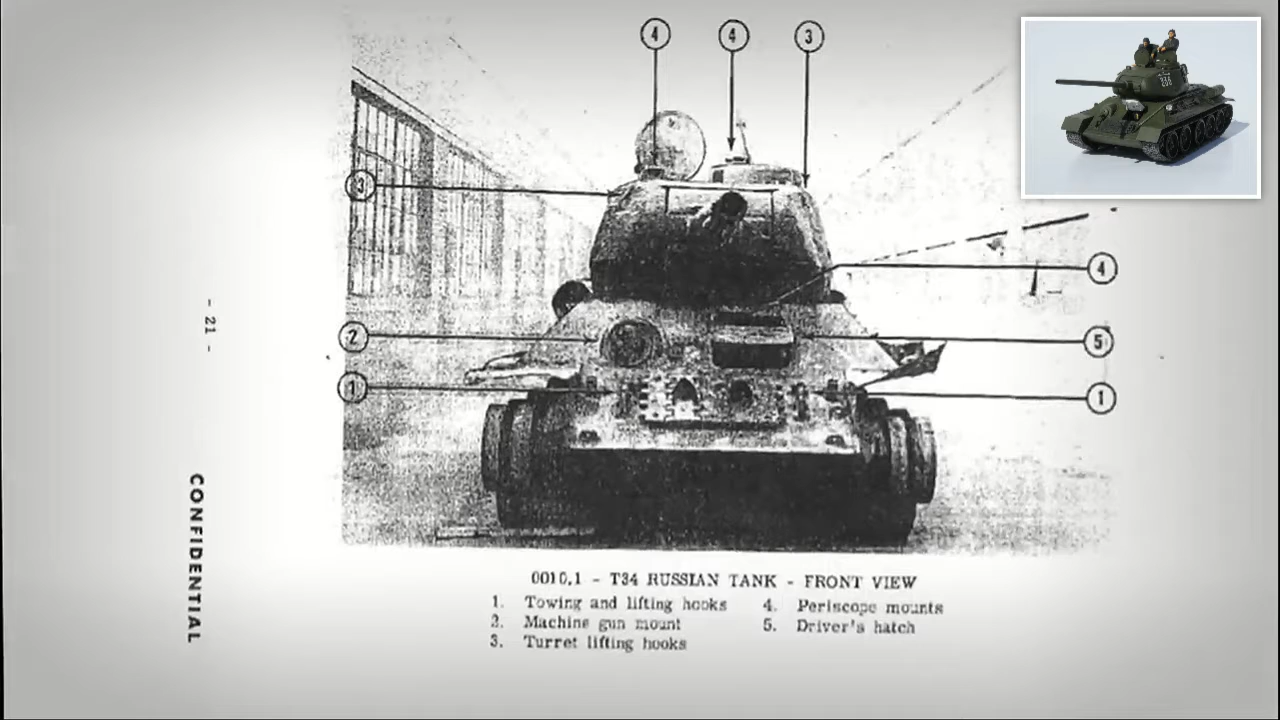 4
4
3
3
4
2
5
1
1
- 21 -
CONFIDENTIAL
0010.1 - T34 RUSSIAN TANK - FRONT VIEW
1. Towing and lifting hooks
2. Machine gun mount
3. Turret lifting hooks
4. Periscope mounts
5. Driver's hatch